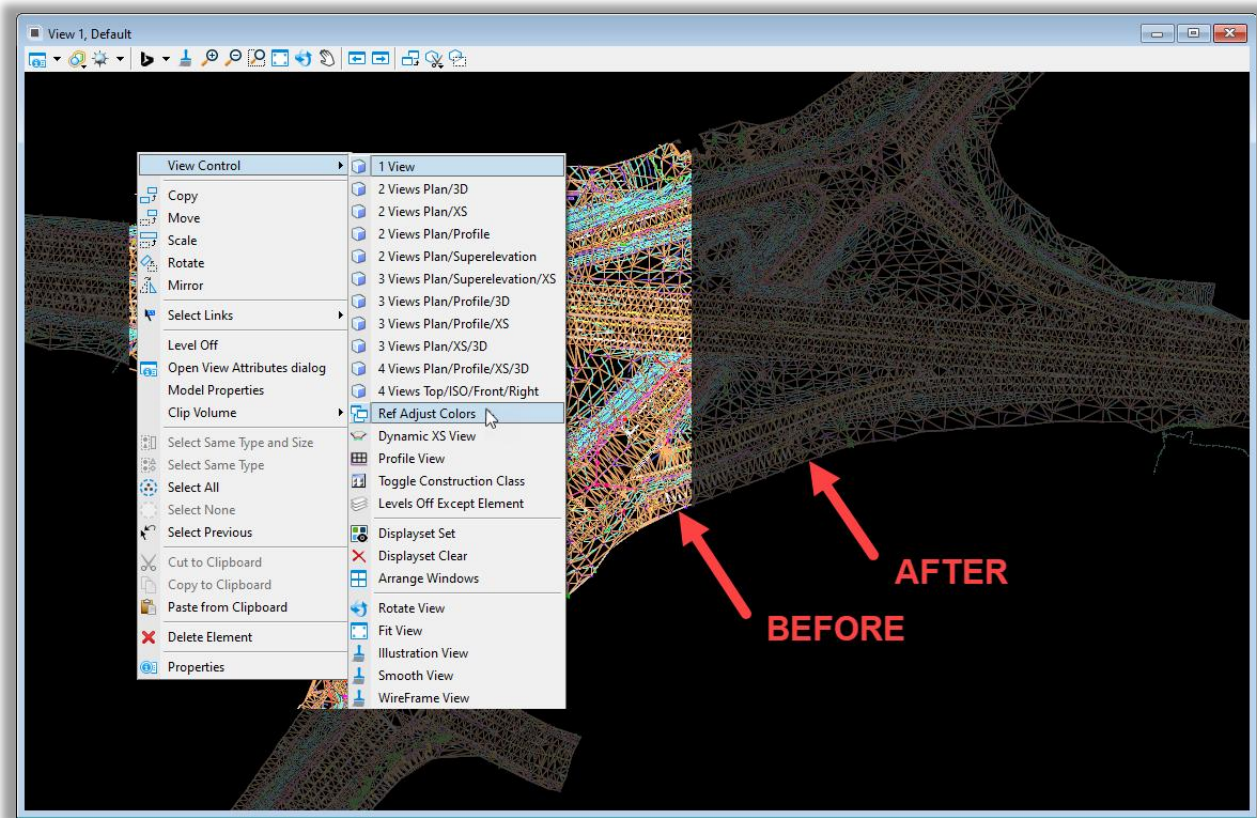 View 1, Default
View Control
Copy
Move
Scale
Rotate
Mirror
Select Links
Level Off
Open View Attributes dialog
Model Properties
Clip Volume
Select Same Type and Size
Select Same Type
Select All
Select None
Select Previous
Cut to Clipboard
Copy to Clipboard
Paste from Clipboard
Delete Element
Properties
1 View
2 Views Plan/3D
2 Views Plan/XS
2 Views Plan/Profile
2 Views Plan/Superelevation
3 Views Plan/Superelevation/XS
3 Views Plan/Profile/3D
3 Views Plan/Profile/XS
3 Views Plan/XS/3D
4 Views Plan/Profile/XS/3D
4 Views Top/ISO/Front/Right
Ref Adjust Colors
Dynamic XS View
Profile View
Toggle Construction Class
Levels Off Except Element
Displayset Set
Displayset Clear
Arrange Windows
Rotate View
Fit View
Illustration View
Smooth View
WireFrame View
AFTER
BEFORE